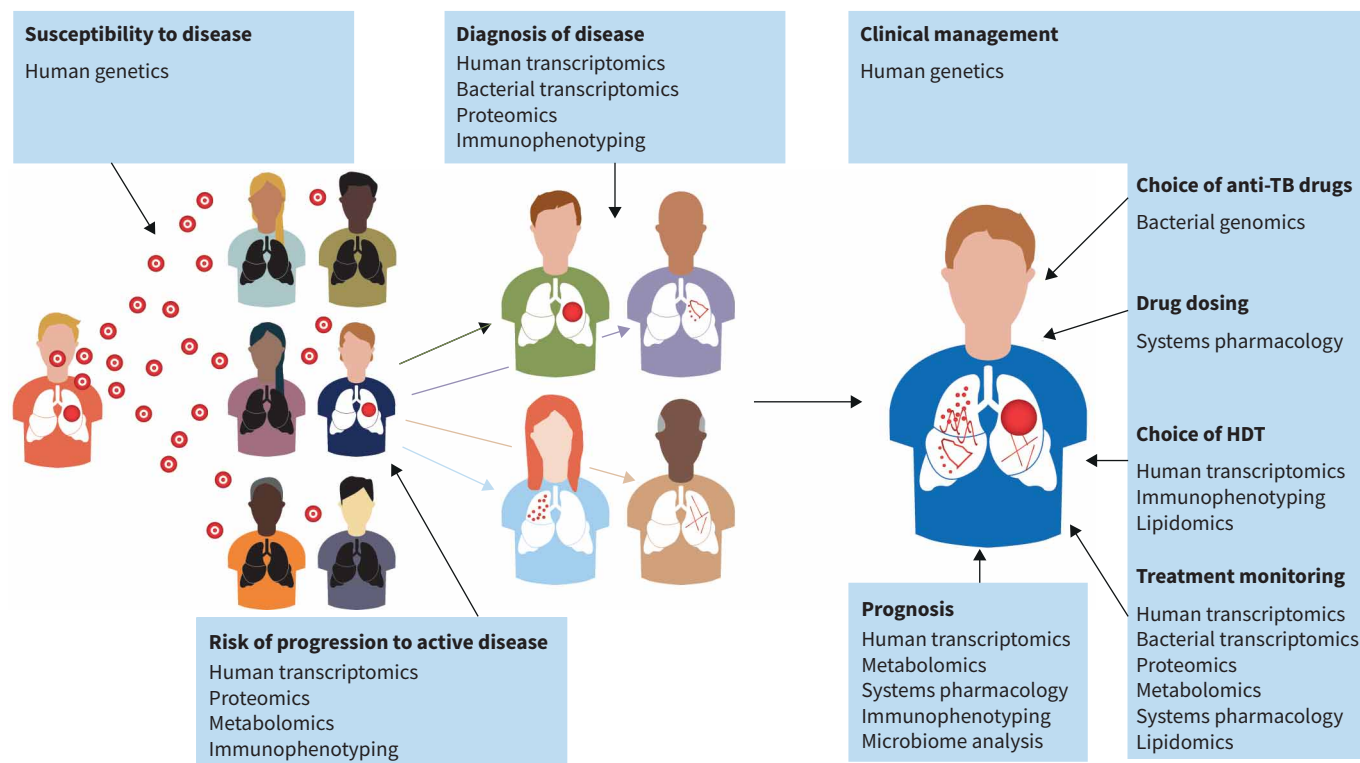 Susceptibility to disease
Human genetics
Diagnosis of disease
Human transcriptomics
Bacterial transcriptomics
Proteomics
Immunophenotyping
Clinical management
Human genetics
Choice of anti-TB drugs
Bacterial genomics
Drug dosing
Systems pharmacology
Choice of HDT
Human transcriptomics
Immunophenotyping
Lipidomics
Treatment monitoring
Human transcriptomics
Bacterial transcriptomics
Proteomics
Metabolomics
Systems pharmacology
Lipidomics
Prognosis
Human transcriptomics
Metabolomics
Systems pharmacology
Immunophenotyping
Microbiome analysis
Risk of progression to active disease
Human transcriptomics
Proteomics
Metabolomics
Immunophenotyping